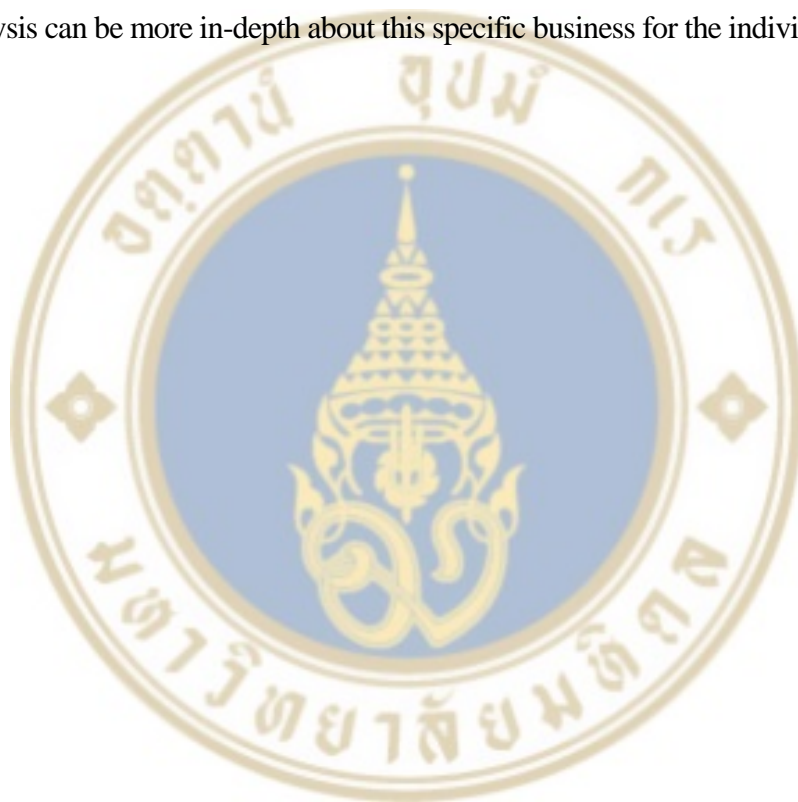 ysis can be more in-depth about this specific business for the indivi
อตฺตานํ อุปมํ กเร
มหาวิทยาลัยมหิดล